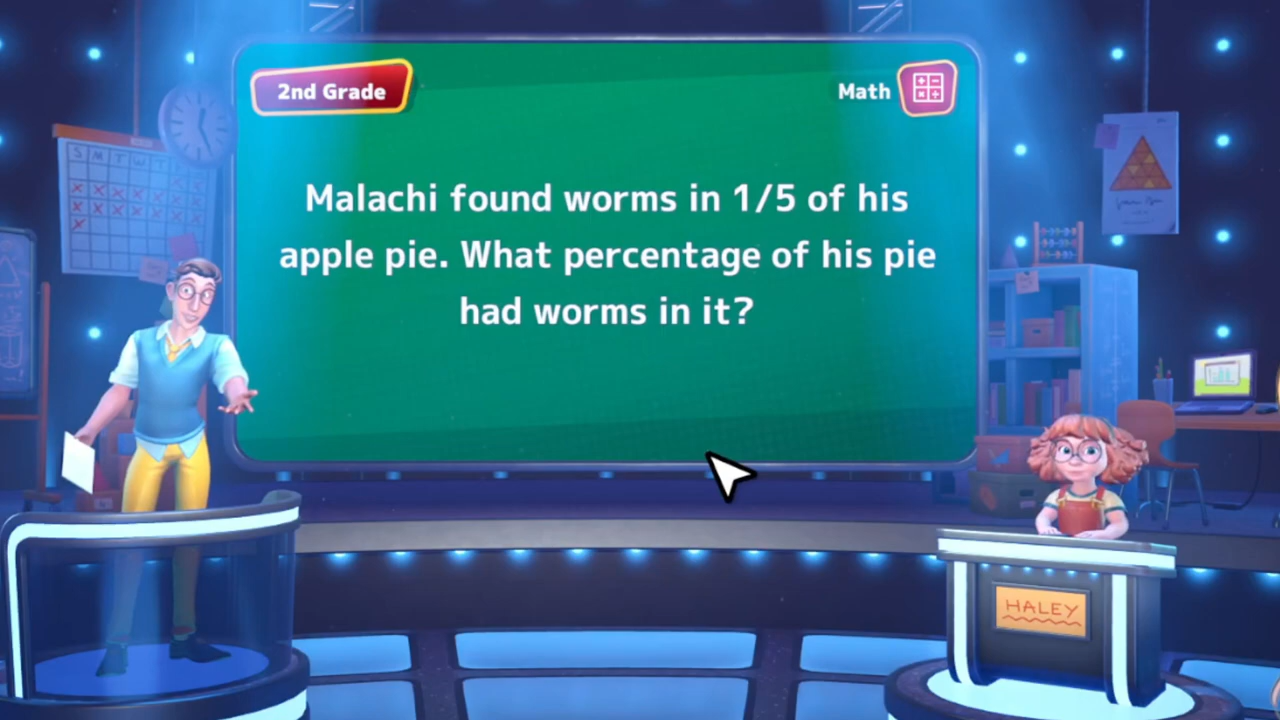 2nd Grade
Math
Malachi found worms in 1/5 of his
apple pie. What percentage of his pie
had worms in it?
S M T W T
HALEY